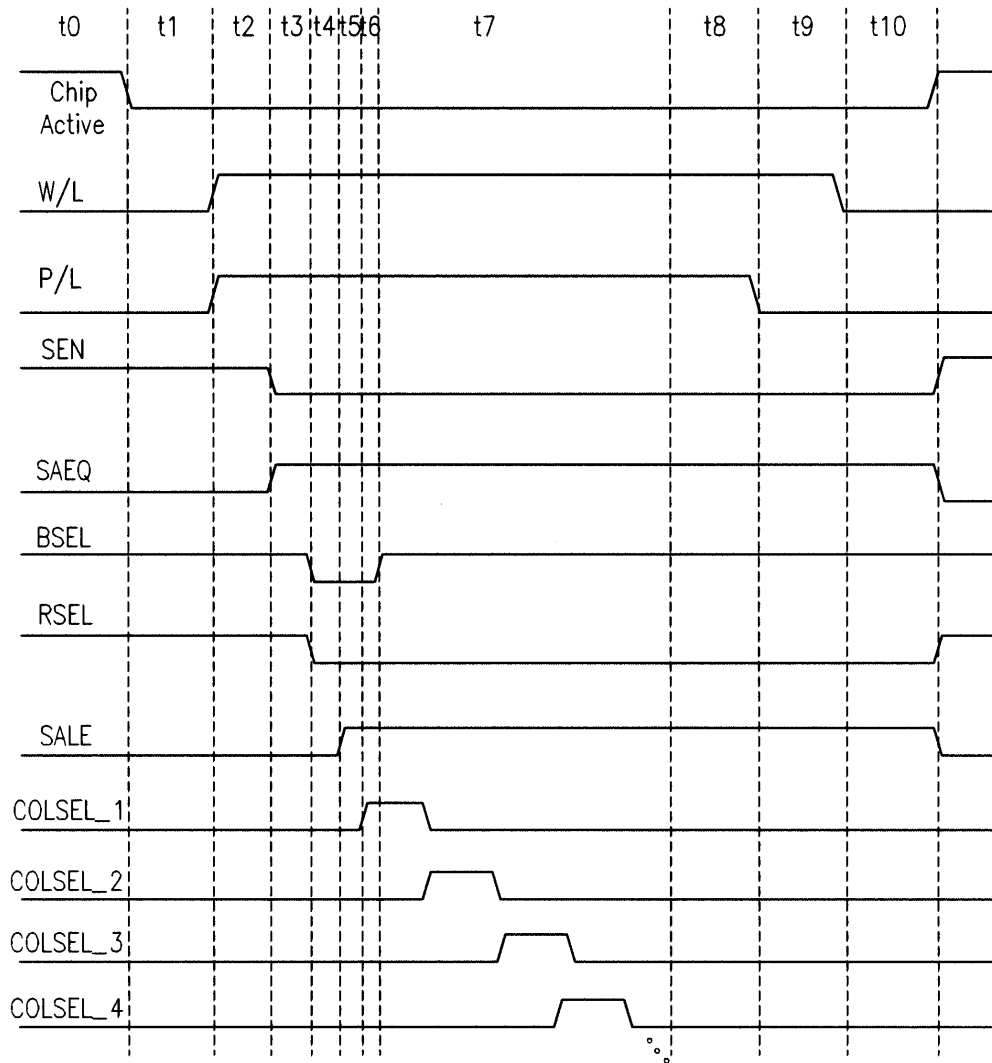 t0 t1 t2 t3 t4 t5 t6 t7 t8 t9 t10
Chip
Active
W/L
P/L
SEN
SAEQ
BSEL
RSEL
SALE
COLSEL_1
COLSEL_2
COLSEL_3
COLSEL_4